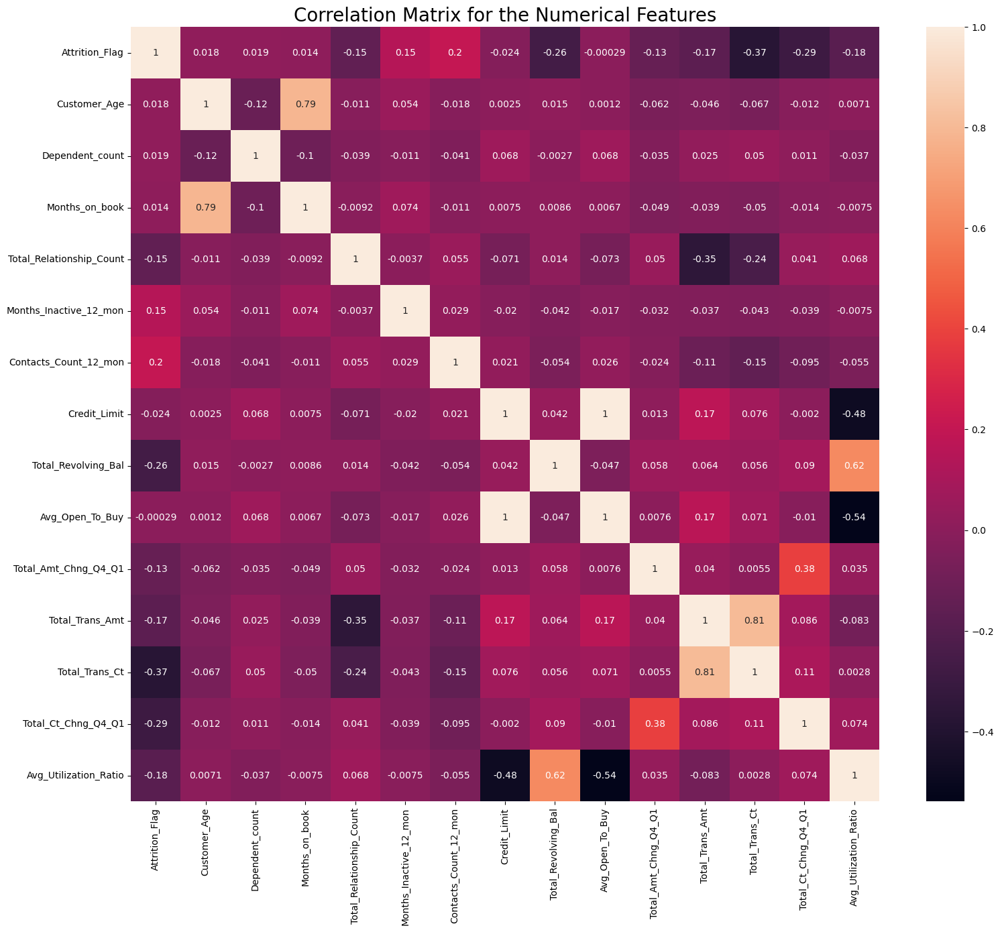 Correlation Matrix for the Numerical Features
Attrition_Flag 1 0.018 0.019 0.014 -0.15 0.15 0.2 -0.024 -0.26 -0.00029 -0.13 -0.17 -0.37 -0.29 -0.18
Customer_Age 0.018 1 -0.12 0.79 -0.011 0.054 -0.018 0.0025 0.015 0.0012 -0.062 -0.046 -0.067 -0.012 0.0071
Dependent_count 0.019 -0.12 1 -0.1 -0.039 -0.011 -0.041 0.068 -0.0027 0.068 -0.035 0.025 0.05 0.011 -0.037
Months_on_book 0.014 0.79 -0.1 1 -0.0092 0.074 -0.011 0.0075 0.0086 0.0067 -0.049 -0.039 -0.05 -0.014 -0.0075
Total_Relationship_Count -0.15 -0.011 -0.039 -0.0092 1 -0.0037 0.055 -0.071 0.014 -0.073 0.05 -0.35 -0.24 0.041 0.068
Months_Inactive_12_mon 0.15 0.054 -0.011 0.074 -0.0037 1 0.029 -0.02 -0.042 -0.017 -0.032 -0.037 -0.043 -0.039 -0.0075
Contacts_Count_12_mon 0.2 -0.018 -0.041 -0.011 0.055 0.029 1 0.021 -0.054 0.026 -0.024 -0.11 -0.15 -0.095 -0.055
Credit_Limit -0.024 0.0025 0.068 0.0075 -0.071 -0.02 0.021 1 0.042 1 0.013 0.17 0.076 -0.002 -0.48
Total_Revolving_Bal -0.26 0.015 -0.0027 0.0086 0.014 -0.042 -0.054 0.042 1 -0.047 0.058 0.064 0.056 0.09 0.62
Avg_Open_To_Buy -0.00029 0.0012 0.068 0.0067 -0.073 -0.017 0.026 1 -0.047 1 0.0076 0.17 0.071 -0.01 -0.54
Total_Amt_Chng_Q4_Q1 -0.13 -0.062 -0.035 -0.049 0.05 -0.032 -0.024 0.013 0.058 0.0076 1 0.04 0.0055 0.38 0.035
Total_Trans_Amt -0.17 -0.046 0.025 -0.039 -0.35 -0.037 -0.11 0.17 0.064 0.17 0.04 1 0.81 0.086 -0.083
Total_Trans_Ct -0.37 -0.067 0.05 -0.05 -0.24 -0.043 -0.15 0.076 0.056 0.071 0.0055 0.81 1 0.11 0.0028
Total_Ct_Chng_Q4_Q1 -0.29 -0.012 0.011 -0.014 0.041 -0.039 -0.095 -0.002 0.09 -0.01 0.38 0.086 0.11 1 0.074
Avg_Utilization_Ratio -0.18 0.0071 -0.037 -0.0075 0.068 -0.0075 -0.055 -0.48 0.62 -0.54 0.035 -0.083 0.0028 0.074 1
Attrition_Flag
Customer_Age
Dependent_count
Months_on_book
Total_Relationship_Count
Months_Inactive_12_mon
Contacts_Count_12_mon
Credit_Limit
Total_Revolving_Bal
Avg_Open_To_Buy
Total_Amt_Chng_Q4_Q1
Total_Trans_Amt
Total_Trans_Ct
Total_Ct_Chng_Q4_Q1
Avg_Utilization_Ratio
1.0
0.8
0.6
0.4
0.2
0.0
−0.2
−0.4